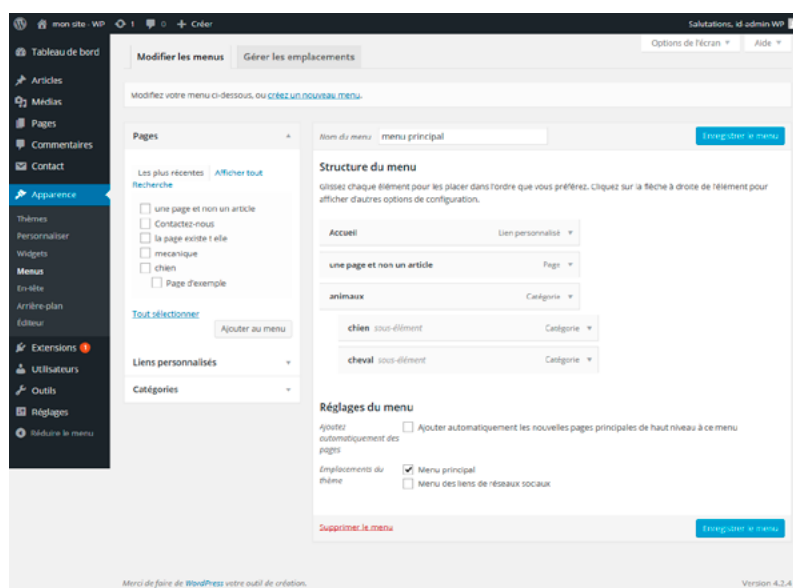 mon site - WP 1 0 + Créer Salutations, id-admin WP
Tableau de bord
Articles
Médias
Pages
Commentaires
Contact
Apparence
Thèmes
Personnaliser
Widgets
Menus
En-tête
Arrière-plan
Éditeur
Extensions 1
Utilisateurs
Outils
Réglages
Réduire le menu
Options de l'écran Aide
Modifier les menus Gérer les emplacements
Modifiez votre menu ci-dessous, ou créez un nouveau menu.
Pages
Les plus récentes Afficher tout
Recherche
une page et non un article
Contactez-nous
la page existe t elle
mecanique
chien
Page d'exemple
Tout sélectionner
Ajouter au menu
Liens personnalisés
Catégories
Nom du menu menu principal Enregistrer le menu
Structure du menu
Glissez chaque élément pour les placer dans l'ordre que vous préférez. Cliquez sur la flèche à droite de l'élément pour
afficher d'autres options de configuration.
Accueil Lien personnalisé
une page et non un article Page
animaux Catégorie
chien sous-élément Catégorie
cheval sous-élément Catégorie
Réglages du menu
Ajoutez
automatiquement des
pages
Ajouter automatiquement les nouvelles pages principales de haut niveau à ce menu
Emplacements du
thème
Menu principal
Menu des liens de réseaux sociaux
Supprimer le menu Enregistrer le menu
Merci de faire de WordPress votre outil de création. Version 4.2.4